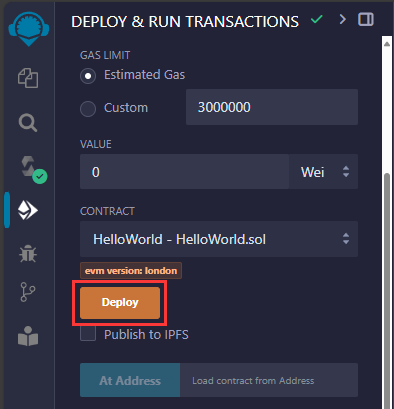 DEPLOY & RUN TRANSACTIONS
GAS LIMIT
Estimated Gas
Custom 3000000
VALUE
0 Wei
CONTRACT
HelloWorld - HelloWorld.sol
evm version: london
Deploy
Publish to IPFS
At Address Load contract from Address